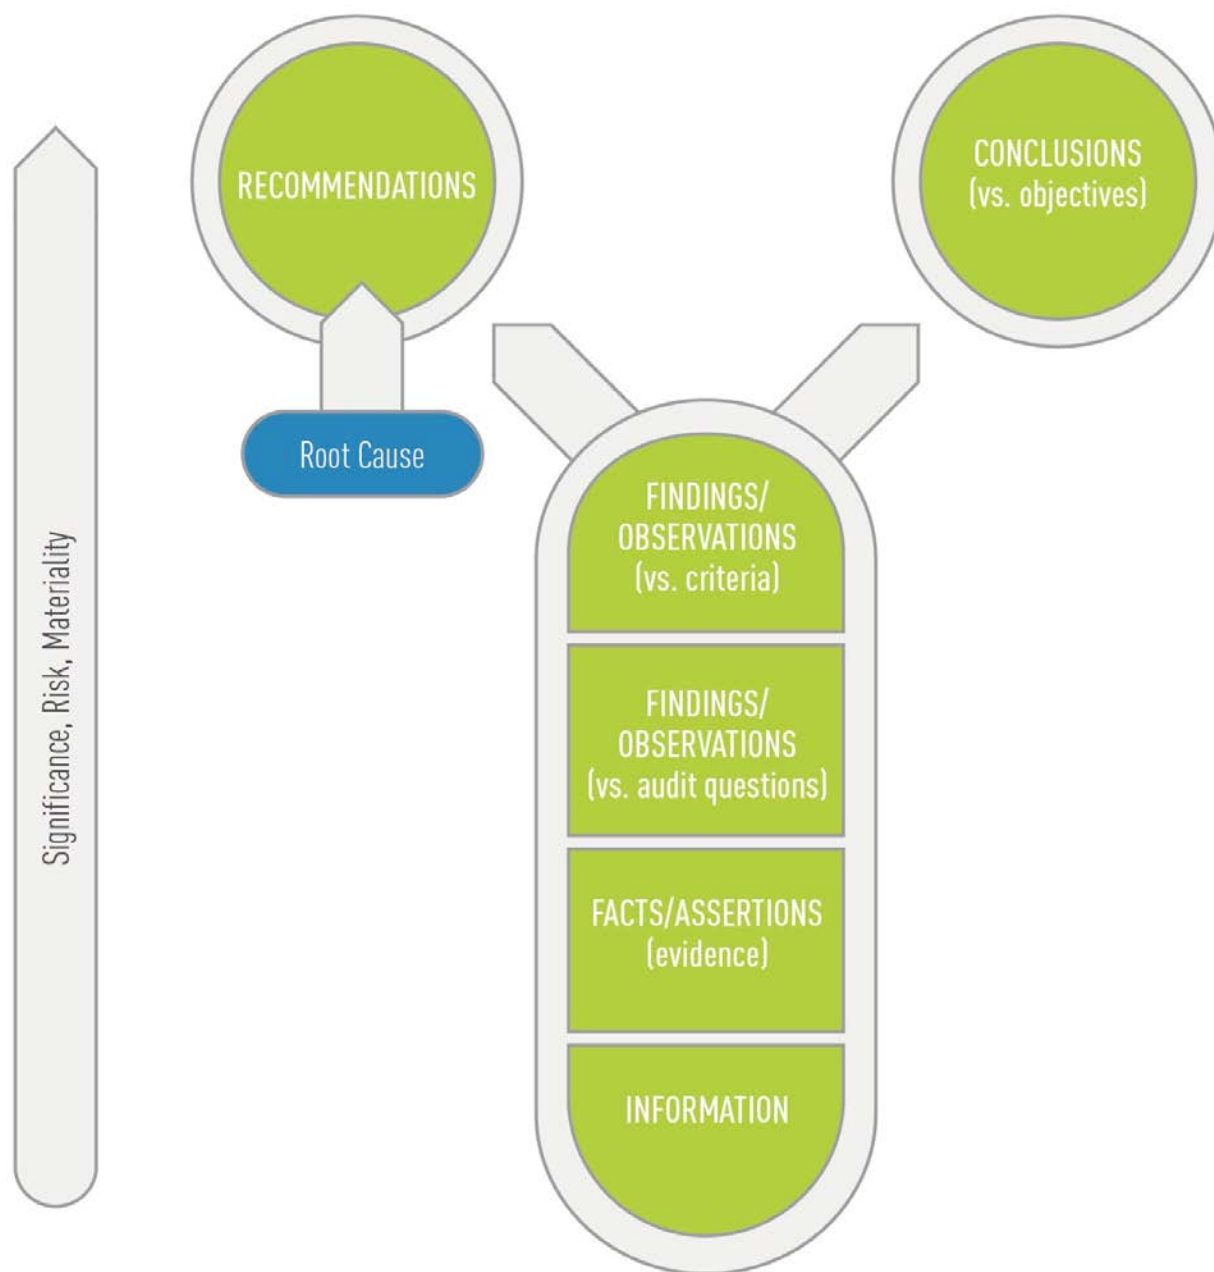 RECOMMENDATIONS
CONCLUSIONS
(vs. objectives)
Root Cause
Significance, Risk, Materiality
FINDINGS/
OBSERVATIONS
(vs. criteria)
FINDINGS/
OBSERVATIONS
(vs. audit questions)
FACTS/ASSERTIONS
(evidence)
INFORMATION